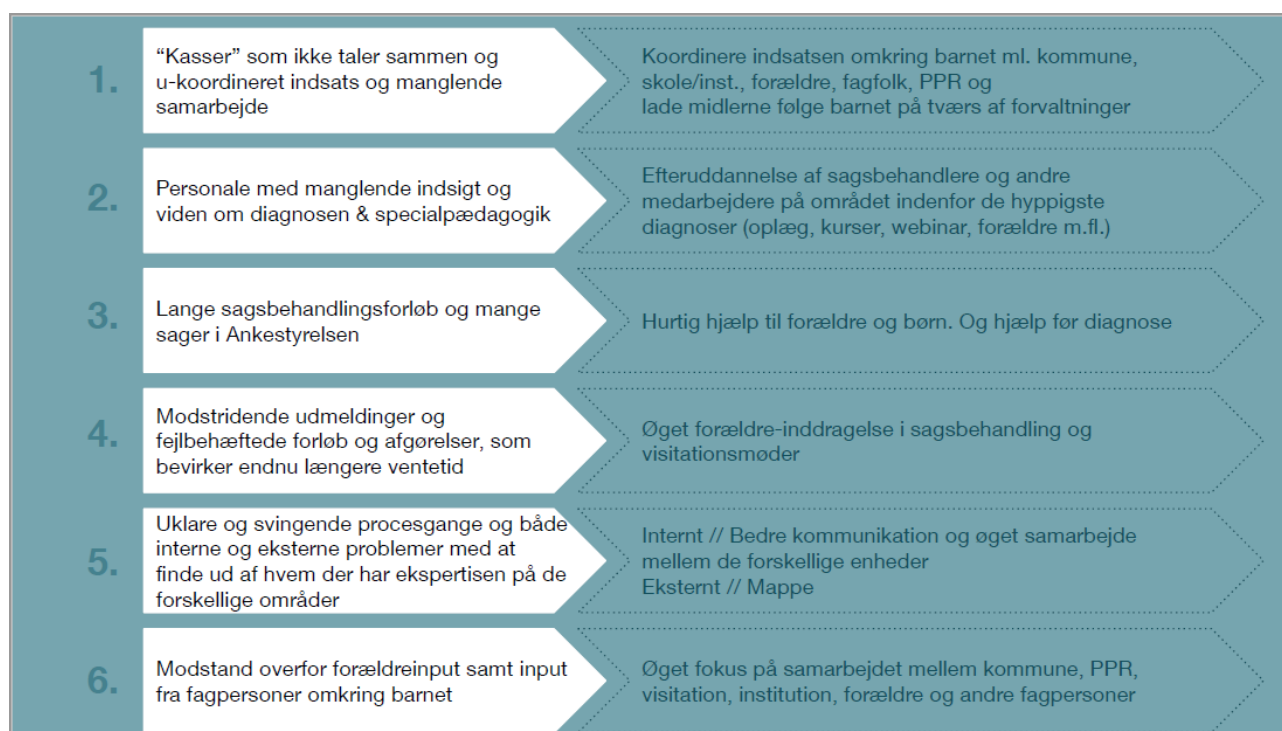 1.
“Kasser” som ikke taler sammen og
u-koordineret indsats og manglende
samarbejde
Koordinere indsatsen omkring barnet ml. kommune,
skole/inst., forældre, fagfolk, PPR og
lade midlerne følge barnet på tværs af forvaltninger
2.
Personale med manglende indsigt og
viden om diagnosen & specialpædagogik
Efteruddannelse af sagsbehandlere og andre
medarbejdere på området indenfor de hyppigste
diagnoser (oplæg, kurser, webinar, forældre m.fl.)
3.
Lange sagsbehandlingsforløb og mange
sager i Ankestyrelsen
Hurtig hjælp til forældre og børn. Og hjælp før diagnose
4.
Modstridende udmeldinger og
fejlbehæftede forløb og afgørelser, som
bevirker endnu længere ventetid
Øget forældre-inddragelse i sagsbehandling og
visitationsmøder
5.
Uklare og svingende procesgange og både
interne og eksterne problemer med at
finde ud af hvem der har ekspertisen på de
forskellige områder
Internt // Bedre kommunikation og øget samarbejde
mellem de forskellige enheder
Eksternt // Mappe
6.
Modstand overfor forældreinput samt input
fra fagpersoner omkring barnet
Øget fokus på samarbejdet mellem kommune, PPR,
visitation, institution, forældre og andre fagpersoner